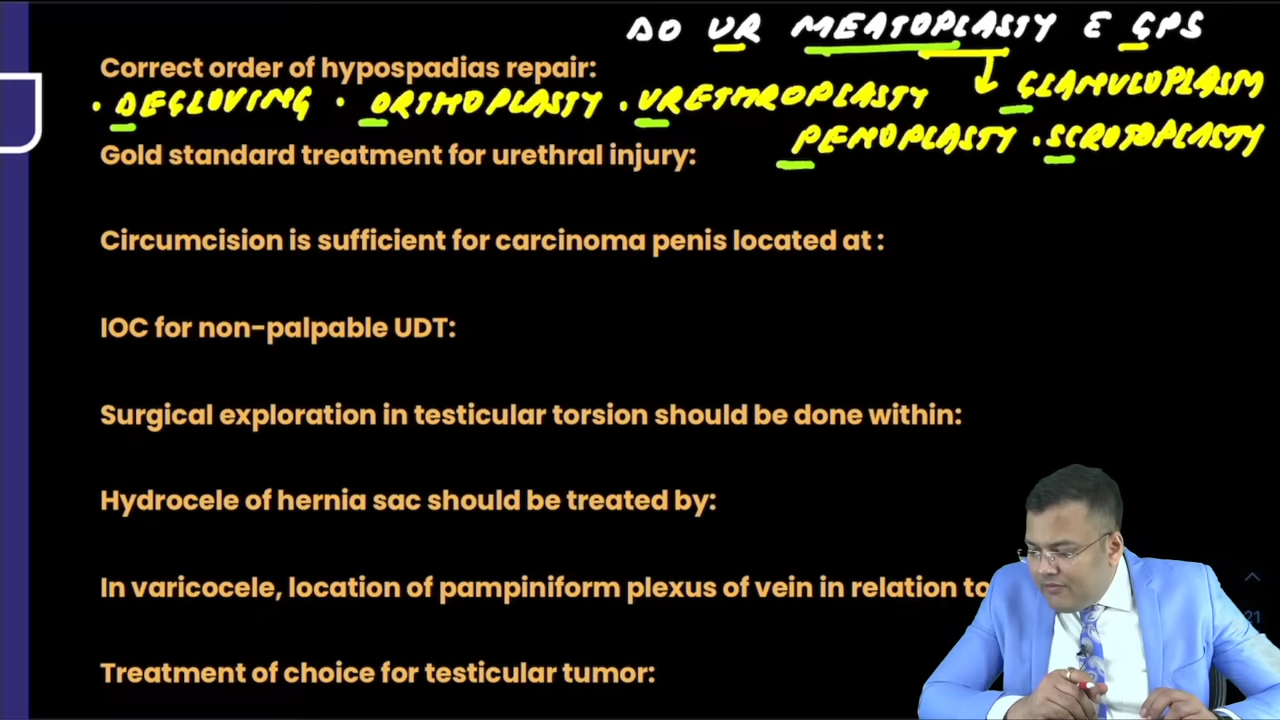 DO UR MEATOPLASTY E GPS
Correct order of hypospadias repair:
• DEGLOVING • ORTHOPLASTY • URETHROPLASTY ↓ GLANULOPLASTY
PENOPLASTY • SCROTOPLASTY
Gold standard treatment for urethral injury:
Circumcision is sufficient for carcinoma penis located at :
IOC for non-palpable UDT:
Surgical exploration in testicular torsion should be done within:
Hydrocele of hernia sac should be treated by:
In varicocele, location of pampiniform plexus of vein in relation to
21
Treatment of choice for testicular tumor: